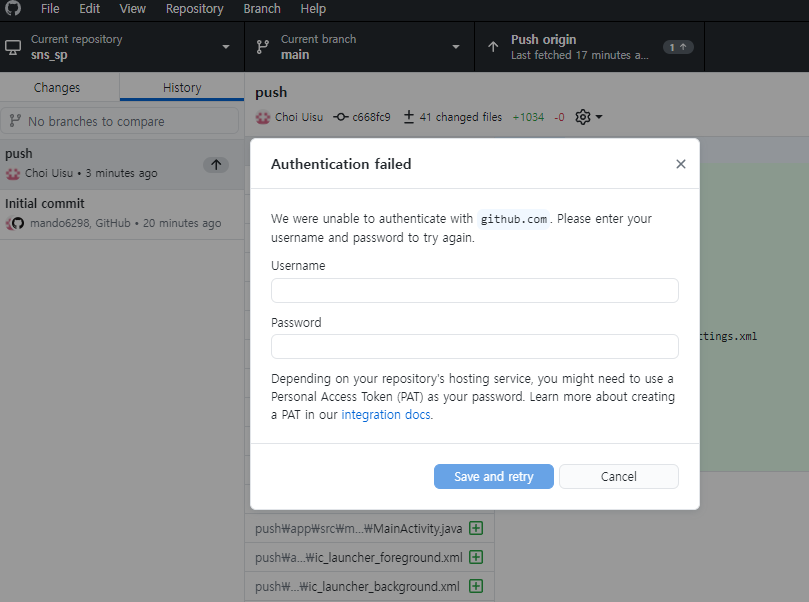 File Edit View Repository Branch Help
Current repository
sns_sp
Current branch
main
Push origin
Last fetched 17 minutes a...
1
Changes
History
No branches to compare
push
Choi Uisu • 3 minutes ago
Initial commit
mando6298, GitHub • 20 minutes ago
push
Choi Uisu c668fc9 41 changed files +1034 -0
Authentication failed
We were unable to authenticate with github.com. Please enter your
username and password to try again.
Username
Password
Depending on your repository's hosting service, you might need to use a
Personal Access Token (PAT) as your password. Learn more about creating
a PAT in our integration docs.
Save and retry
Cancel
ttings.xml
push₩app₩src₩m...₩MainActivity.java
push₩a...₩ic_launcher_foreground.xml
push₩...₩ic_launcher_background.xml